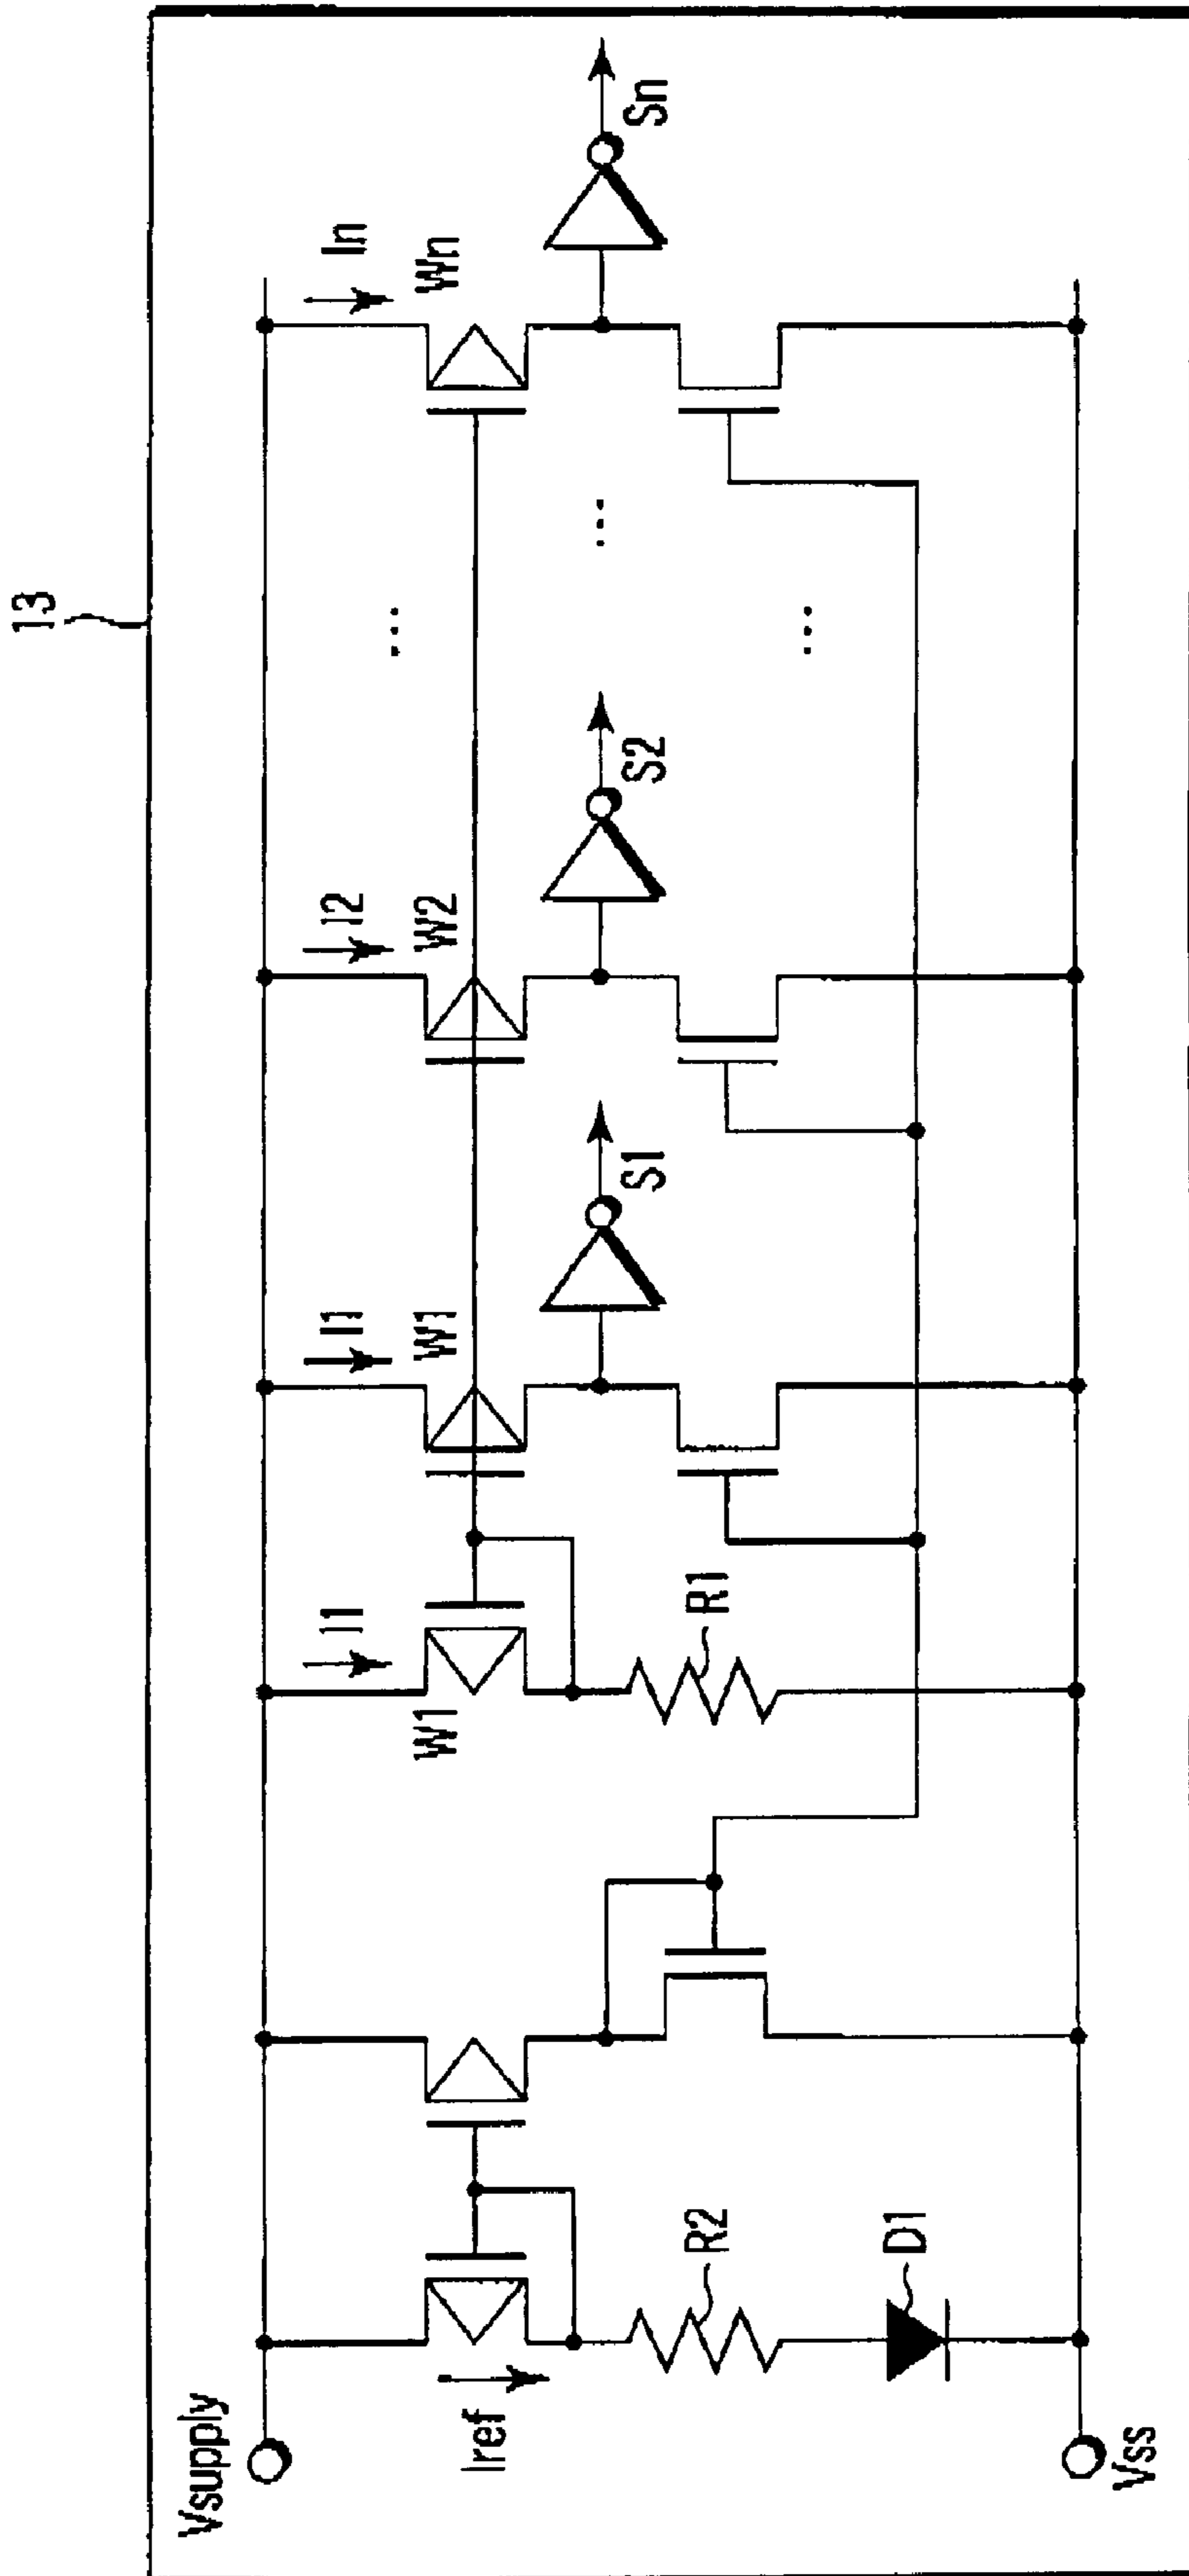 13
Vsupply
Iref
R2
D1
Vss
W1
I1
R1
I1
W1
S1
I2
W2
S2
...
...
...
In
Wn
Sn